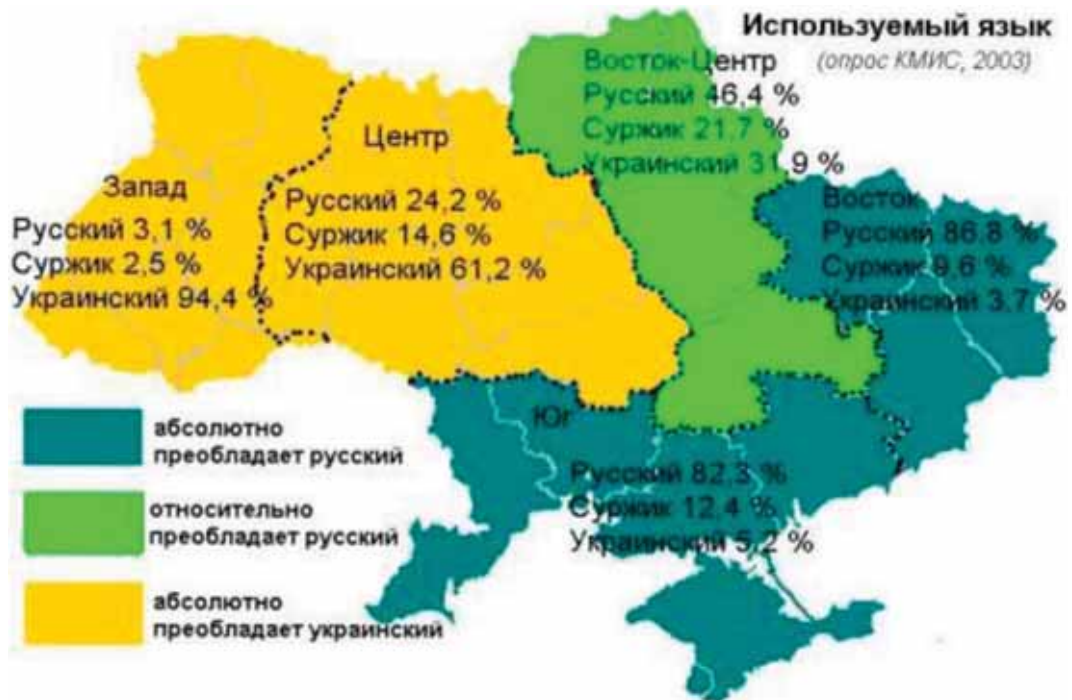 Используемый язык
(опрос КМИС, 2003)
Восток-Центр
Русский 46,4 %
Суржик 21,7 %
Украинский 31,9 %
Центр
Русский 24,2 %
Суржик 14,6 %
Украинский 61,2 %
Запад
Русский 3,1 %
Суржик 2,5 %
Украинский 94,4 %
Восток
Русский 86,8 %
Суржик 9,6 %
Украинский 3,7 %
Юг
Русский 82,3 %
Суржик 12,4 %
Украинский 5,2 %
абсолютно
преобладает русский
относительно
преобладает русский
абсолютно
преобладает украинский